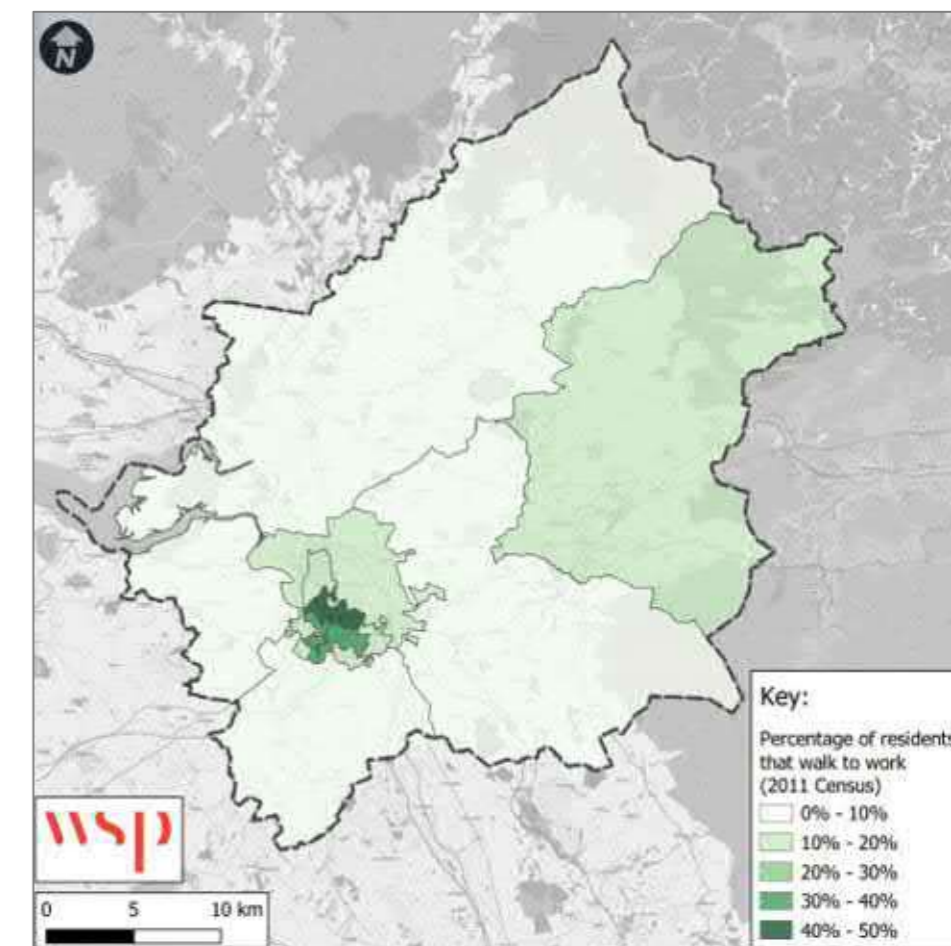 N
Key:
Percentage of residents
that walk to work
(2011 Census)
0% - 10%
10% - 20%
20% - 30%
30% - 40%
40% - 50%
wsp
0 5 10 km